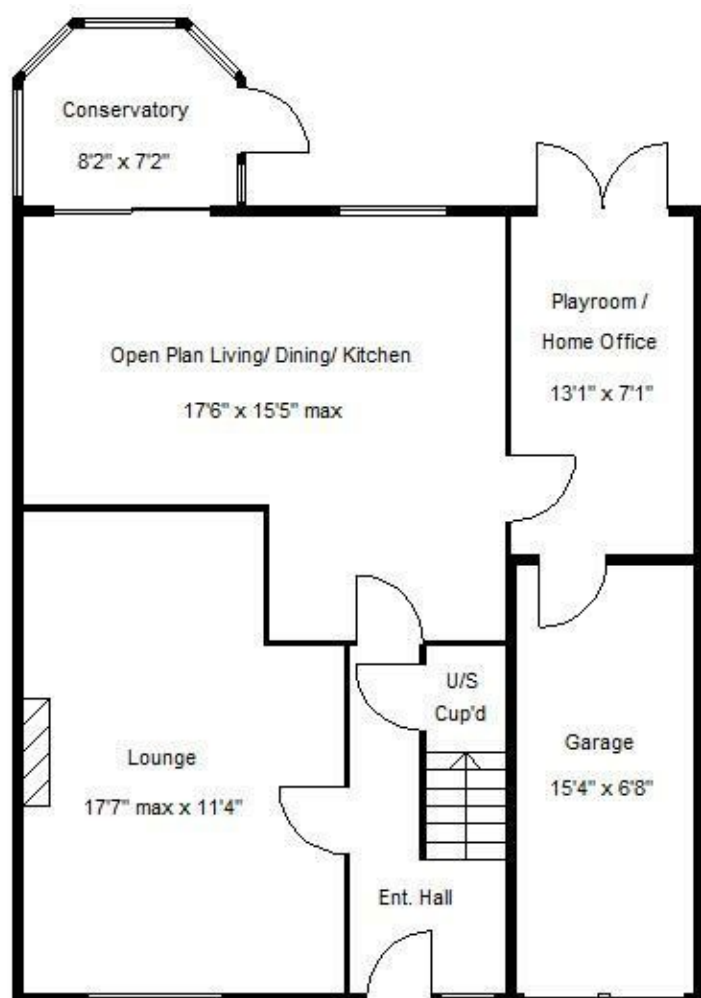 Conservatory
8'2" x 7'2"
Playroom /
Home Office
13'1" x 7'1"
Open Plan Living/ Dining/ Kitchen
17'6" x 15'5" max
U/S
Cup'd
Lounge
17'7" max x 11'4"
Garage
15'4" x 6'8"
Ent. Hall